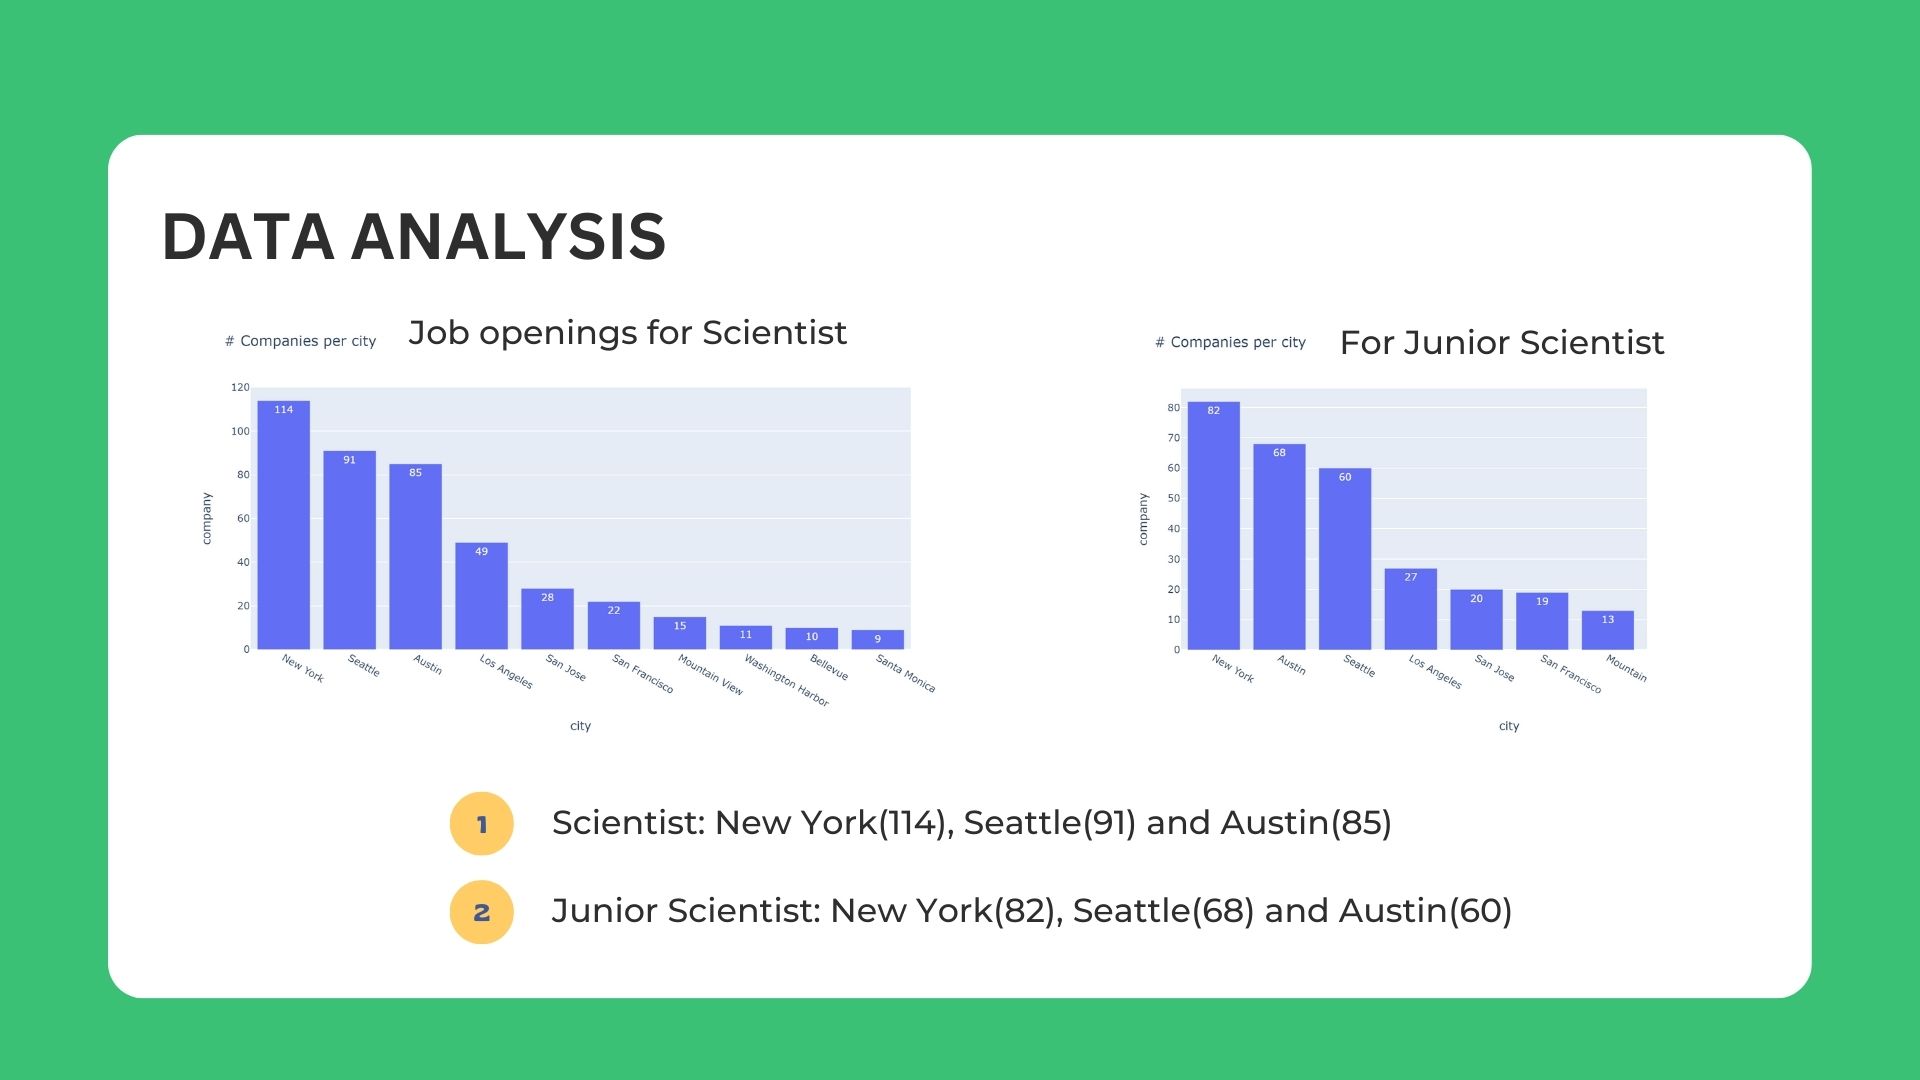 DATA ANALYSIS
# Companies per city
Job openings for Scientist
company
120
100
80
60
40
20
0
114
91
85
49
28
22
15
11
10
9
New York
Seattle
Austin
Los Angeles
San Jose
San Francisco
Mountain View
Washington Harbor
Bellevue
Santa Monica
city
# Companies per city
For Junior Scientist
company
80
70
60
50
40
30
20
10
0
82
68
60
27
20
19
13
New York
Austin
Seattle
Los Angeles
San Jose
San Francisco
Mountain
city
1 Scientist: New York(114), Seattle(91) and Austin(85)
2 Junior Scientist: New York(82), Seattle(68) and Austin(60)